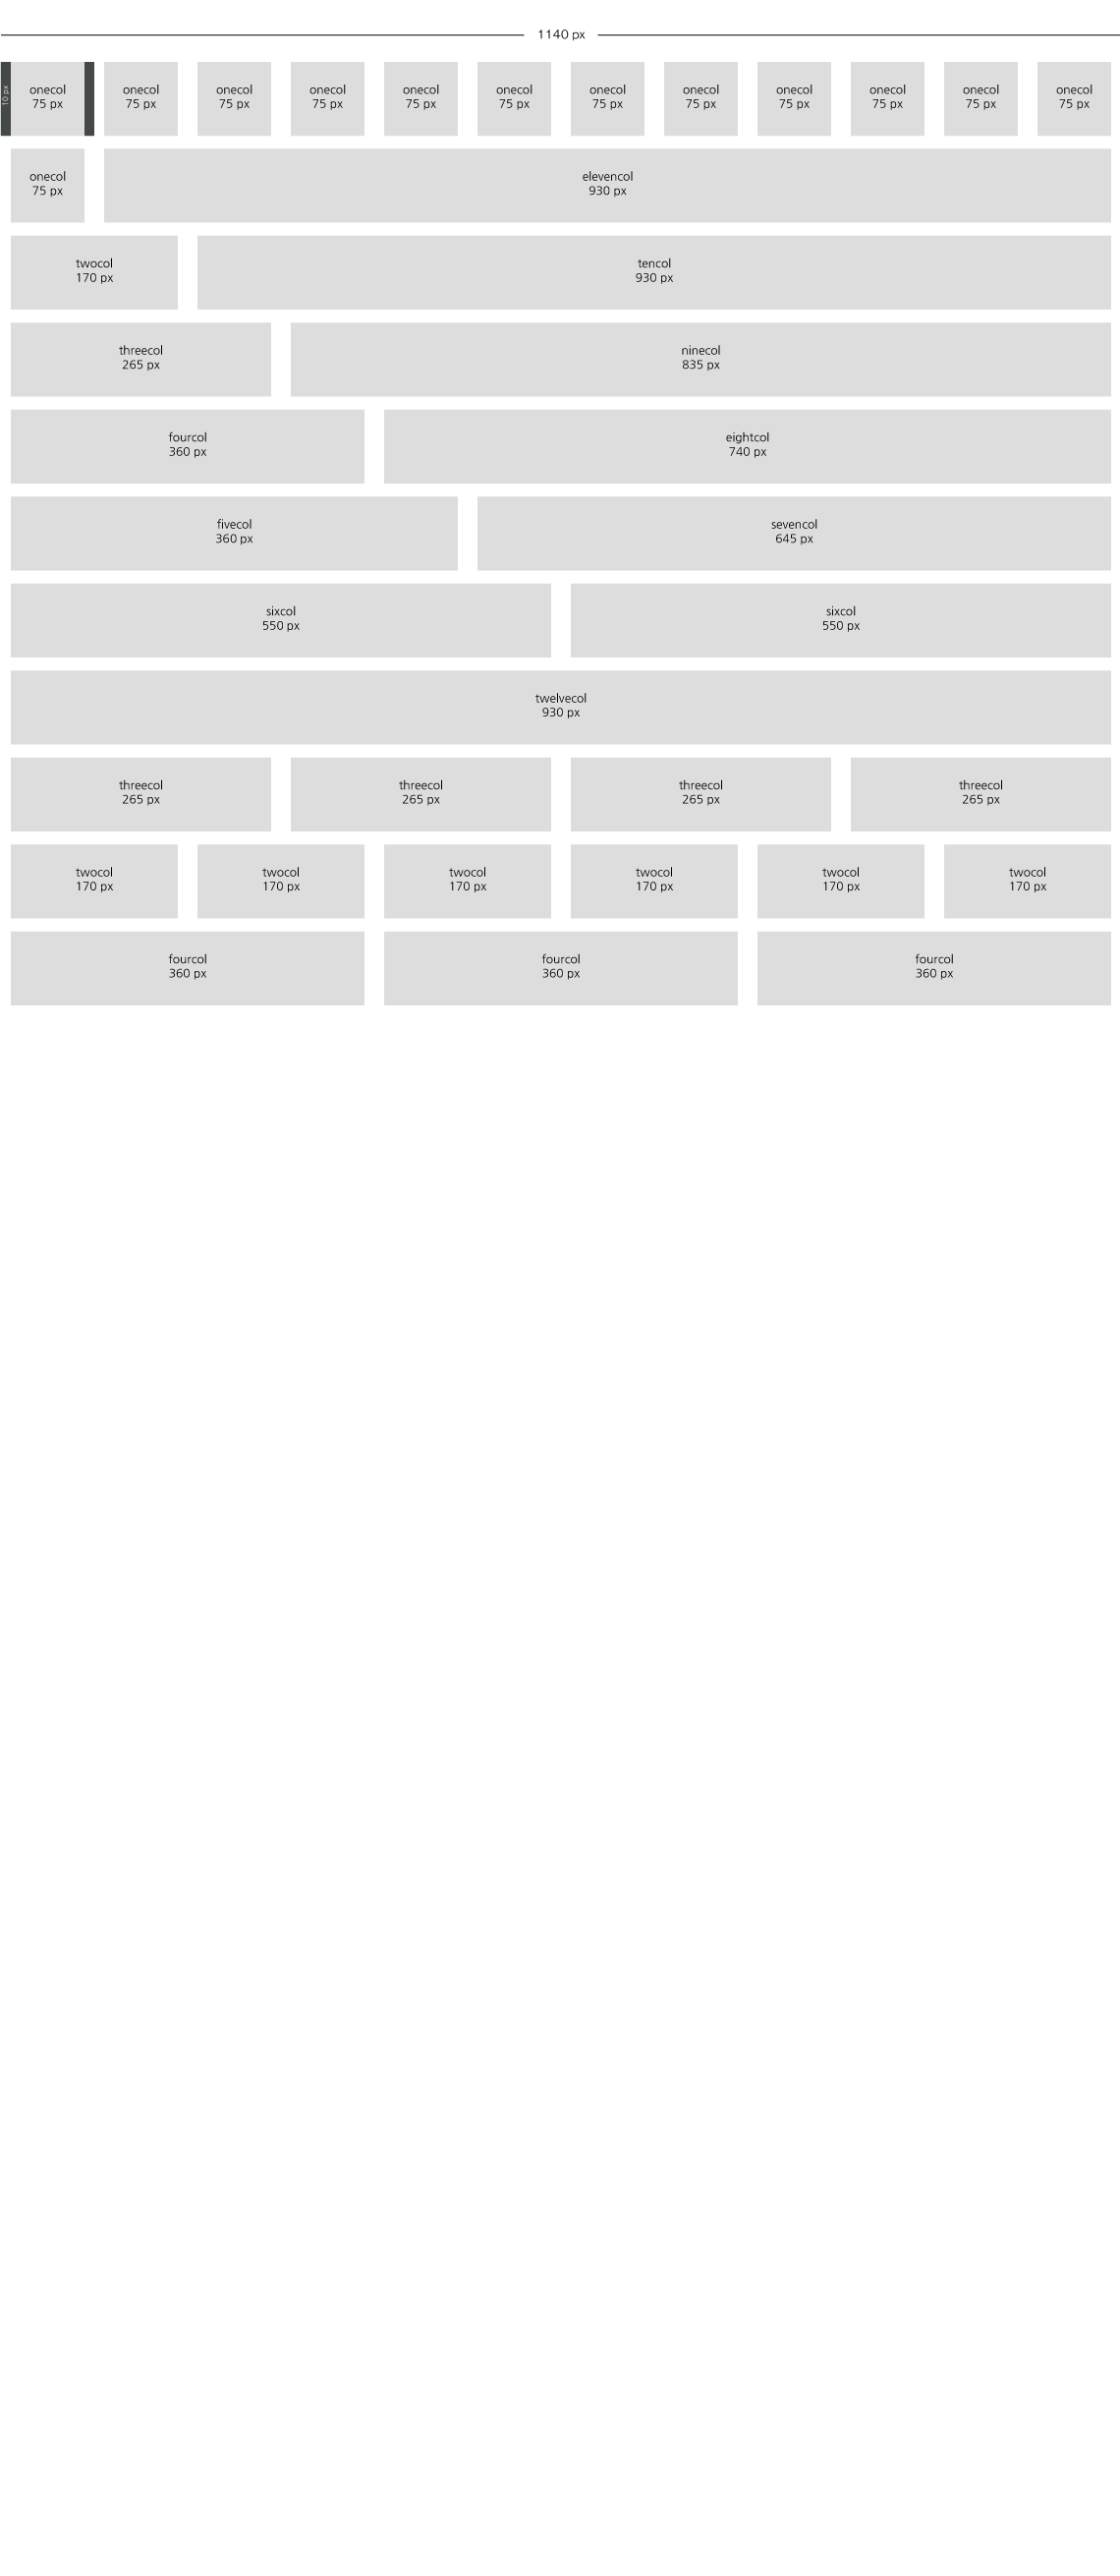 1140 px
10 px
onecol onecol onecol onecol onecol onecol onecol onecol onecol onecol onecol onecol
75 px 75 px 75 px 75 px 75 px 75 px 75 px 75 px 75 px 75 px 75 px 75 px
onecol elevencol
75 px 930 px
twocol tencol
170 px 930 px
threecol ninecol
265 px 835 px
fourcol eightcol
360 px 740 px
fivecol sevencol
360 px 645 px
sixcol sixcol
550 px 550 px
twelvecol
930 px
threecol threecol threecol threecol
265 px 265 px 265 px 265 px
twocol twocol twocol twocol twocol twocol
170 px 170 px 170 px 170 px 170 px 170 px
fourcol fourcol fourcol
360 px 360 px 360 px